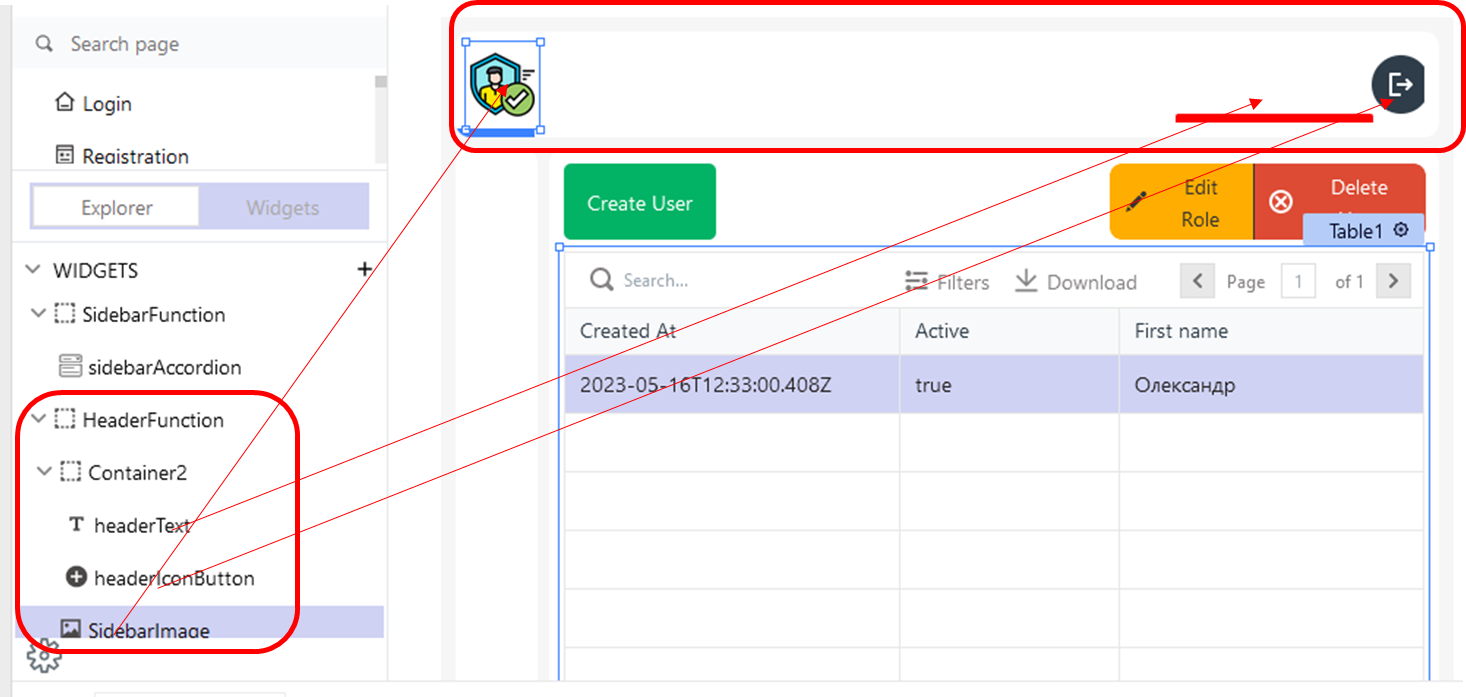 Search page
Login
Registration
Explorer
Widgets
WIDGETS
SidebarFunction
sidebarAccordion
HeaderFunction
Container2
headerText
headerIconButton
SidebarImage
Create User
Edit
Role
Delete
Table1
Search...
Filters
Download
Page
1
of 1
Created At
Active
First name
2023-05-16T12:33:00.408Z
true
Олександр